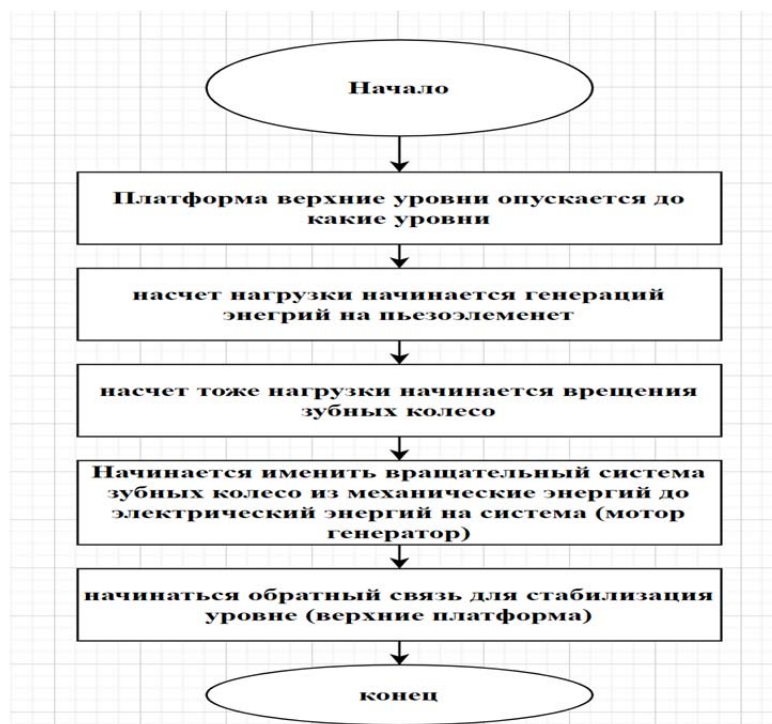 Начало
Платформа верхние уровни опускается до
какие уровни
насчет нагрузки начинается генераций
энегрий на пьезоэлеменет
насчет тоже нагрузки начинается врещения
зубных колесо
Начинается именить вращательный система
зубных колесо из механические энергий до
электрический энергий на система (мотор
генератор)
начинаться обратный связь для стабилизация
уровне (верхние платформа)
конец